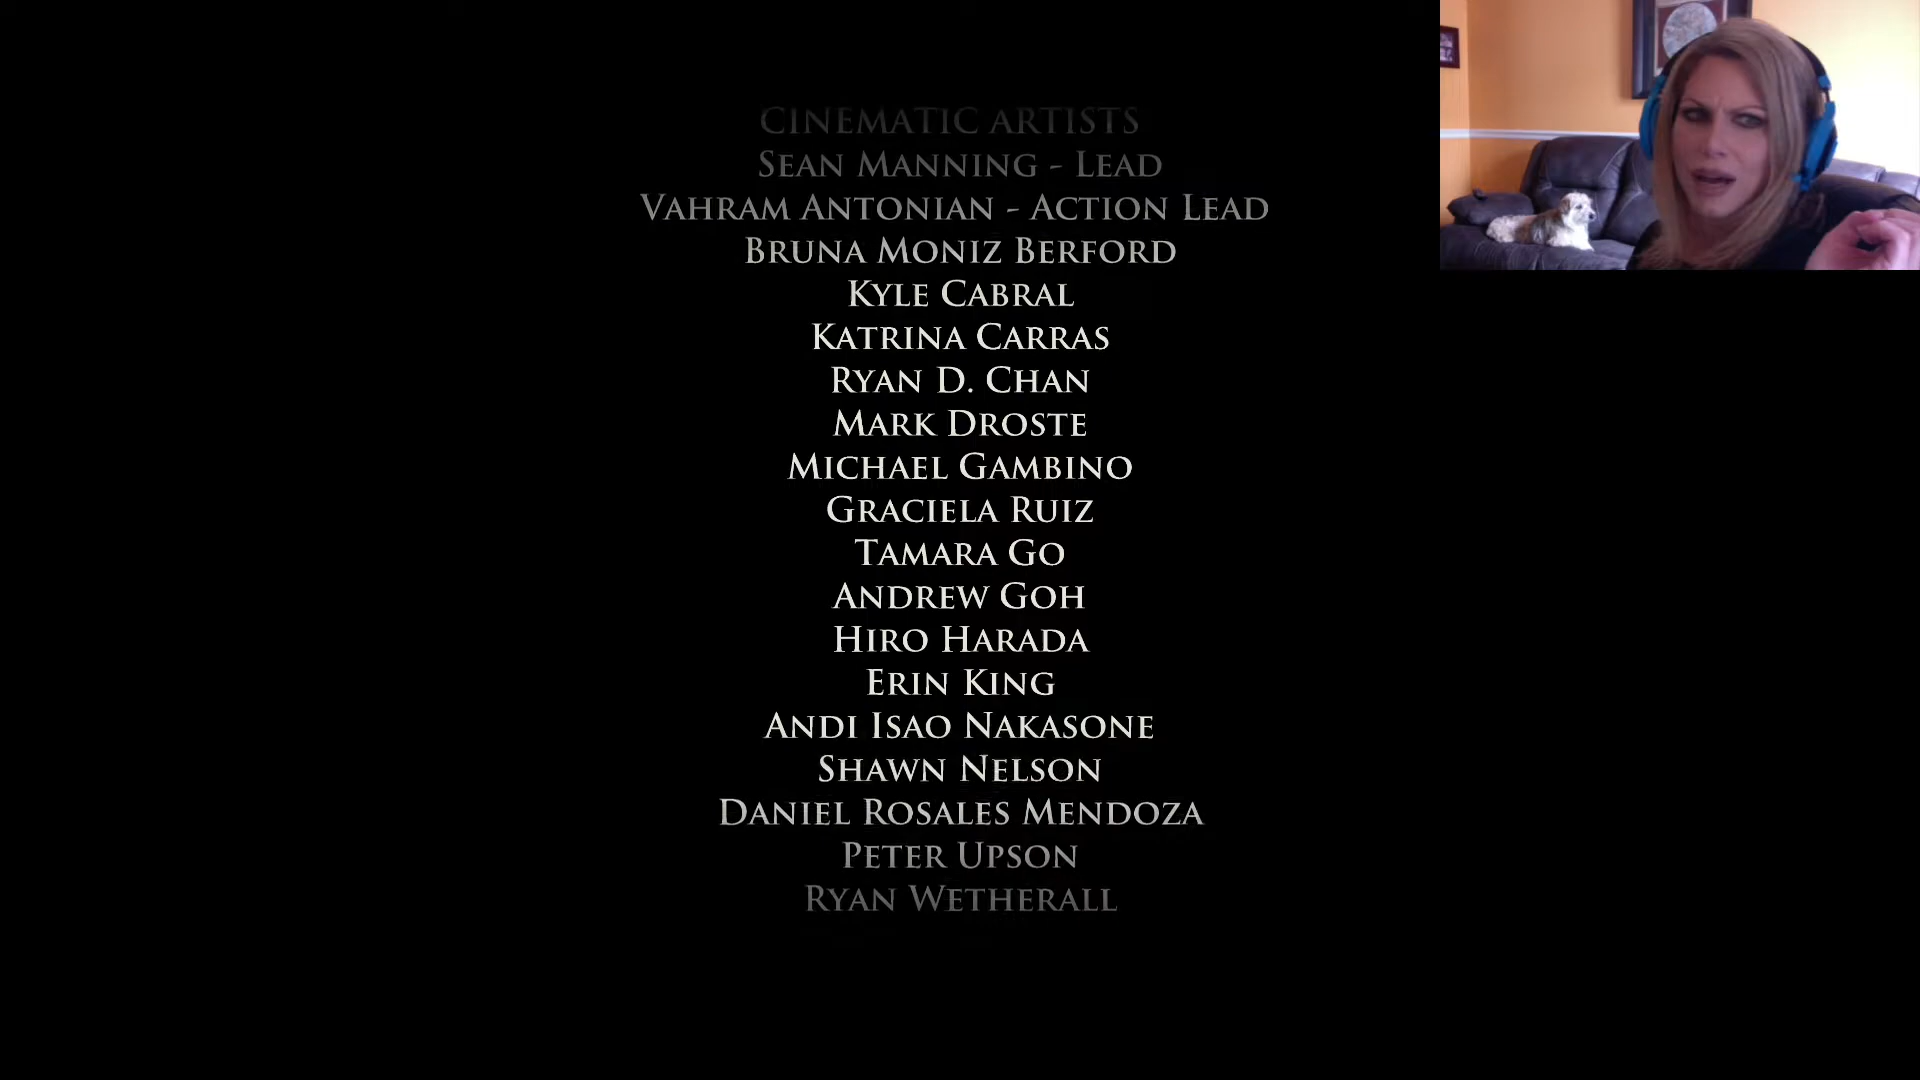 CINEMATIC ARTISTS
SEAN MANNING - LEAD
VAHRAM ANTONIAN - ACTION LEAD
BRUNA MONIZ BERFORD
KYLE CABRAL
KATRINA CARRAS
RYAN D. CHAN
MARK DROSTE
MICHAEL GAMBINO
GRACIELA RUIZ
TAMARA GO
ANDREW GOH
HIRO HARADA
ERIN KING
ANDI ISAO NAKASONE
SHAWN NELSON
DANIEL ROSALES MENDOZA
PETER UPSON
RYAN WETHERALL